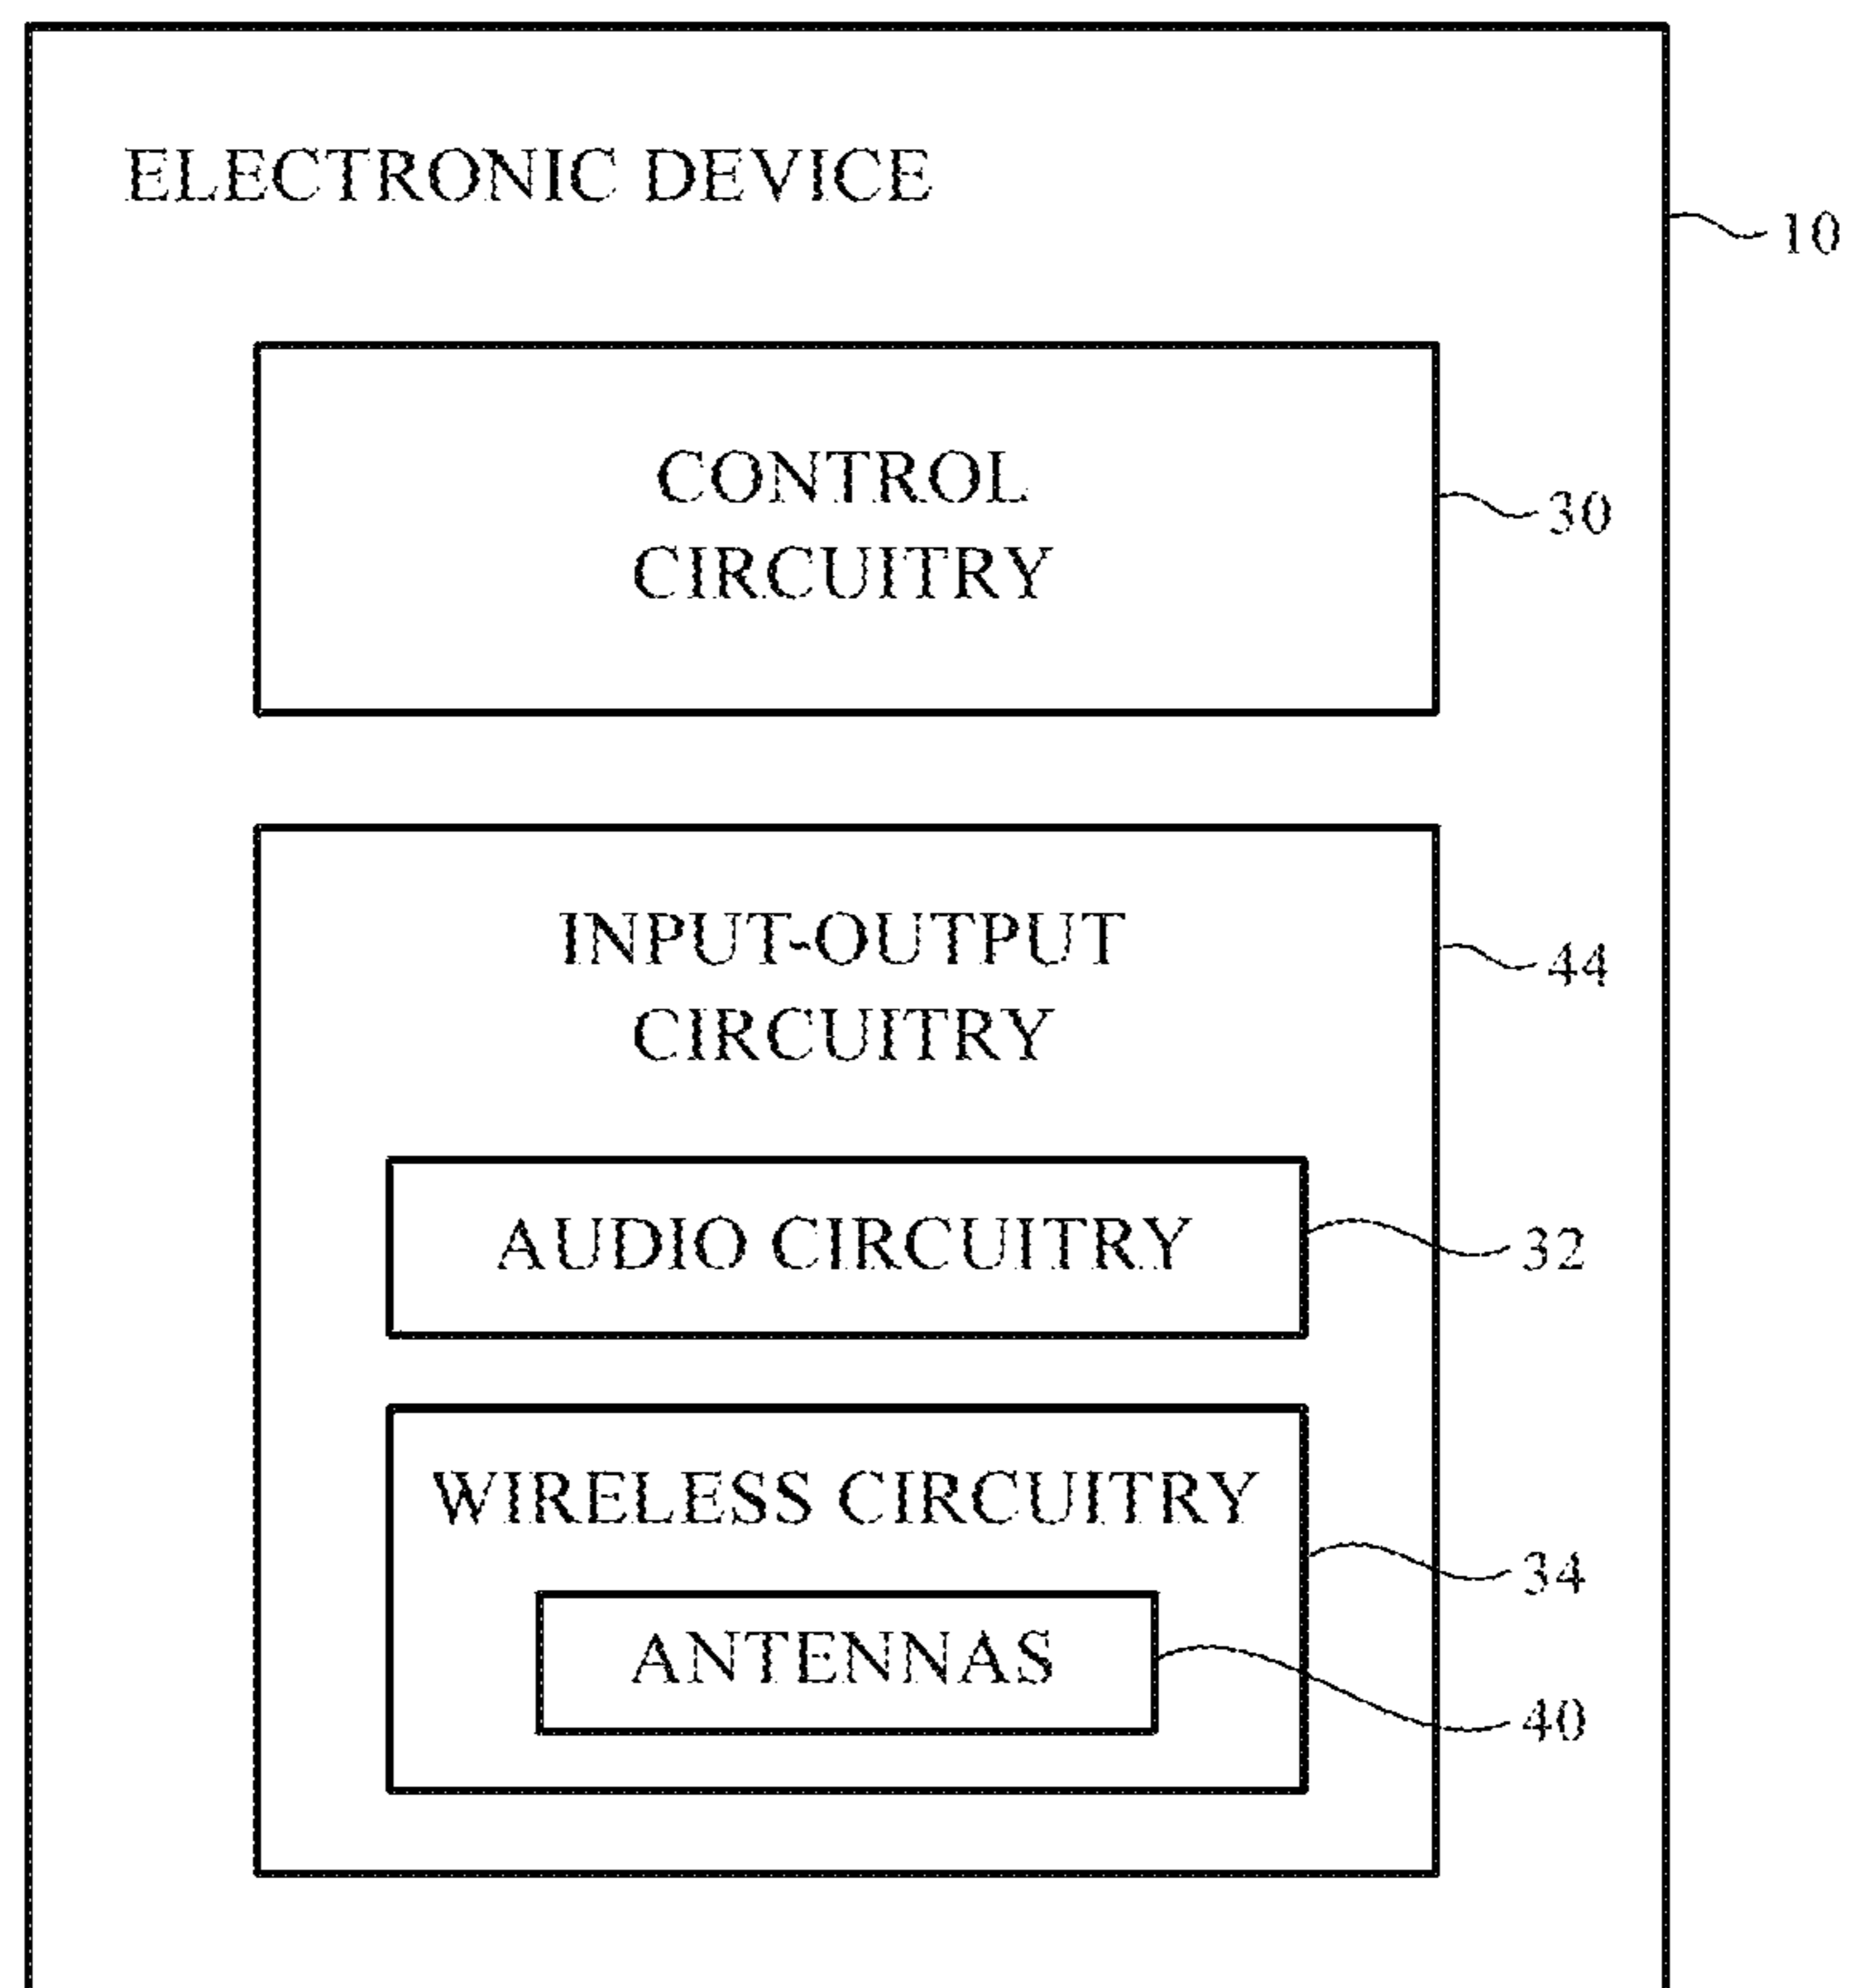 ELECTRONIC DEVICE
10
CONTROL
CIRCUITRY
30
INPUT-OUTPUT
CIRCUITRY
44
AUDIO CIRCUITRY
32
WIRELESS CIRCUITRY
34
ANTENNAS
40